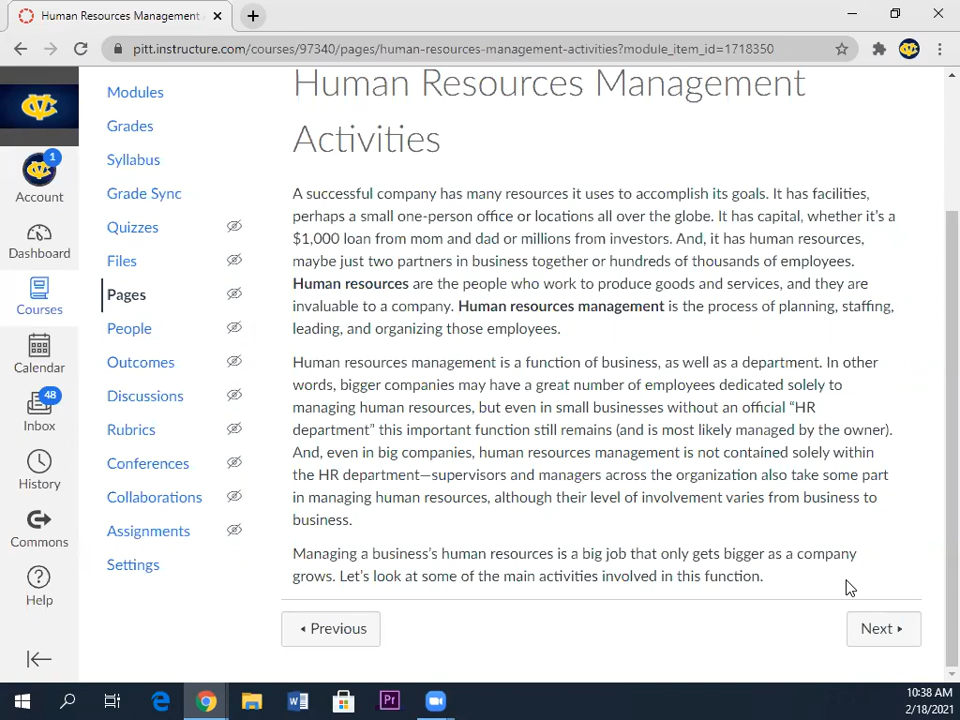 Human Resources Management
pitt.instructure.com/courses/97340/pages/human-resources-management-activities?module_item_id=1718350
1
Account
Dashboard
Courses
Calendar
48
Inbox
History
Commons
Help
Modules
Grades
Syllabus
Grade Sync
Quizzes
Files
Pages
People
Outcomes
Discussions
Rubrics
Conferences
Collaborations
Assignments
Settings
Human Resources Management
Activities
A successful company has many resources it uses to accomplish its goals. It has facilities,
perhaps a small one-person office or locations all over the globe. It has capital, whether it's a
$1,000 loan from mom and dad or millions from investors. And, it has human resources,
maybe just two partners in business together or hundreds of thousands of employees.
Human resources are the people who work to produce goods and services, and they are
invaluable to a company. Human resources management is the process of planning, staffing,
leading, and organizing those employees.
Human resources management is a function of business, as well as a department. In other
words, bigger companies may have a great number of employees dedicated solely to
managing human resources, but even in small businesses without an official “HR
department” this important function still remains (and is most likely managed by the owner).
And, even in big companies, human resources management is not contained solely within
the HR department—supervisors and managers across the organization also take some part
in managing human resources, although their level of involvement varies from business to
business.
Managing a business’s human resources is a big job that only gets bigger as a company
grows. Let’s look at some of the main activities involved in this function.
Previous
Next
Pr
10:38 AM
2/18/2021